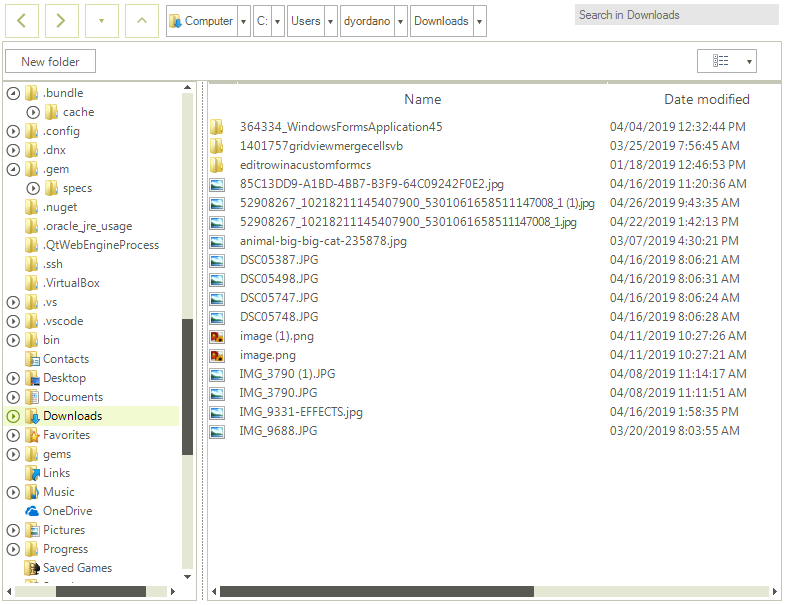 Computer C: Users dyordano Downloads
Search in Downloads
New folder
.bundle
cache
.config
.dnx
.gem
specs
.nuget
.oracle_jre_usage
.QtWebEngineProcess
.ssh
.VirtualBox
.vs
.vscode
bin
Contacts
Desktop
Documents
Downloads
Favorites
gems
Links
Music
OneDrive
Pictures
Progress
Saved Games
Name Date modified
364334_WindowsFormsApplication45 04/04/2019 12:32:44 PM
1401757gridviewmergecellsvb 03/25/2019 7:56:45 AM
editrowinacustomformcs 01/18/2019 12:46:53 PM
85C13DD9-A1BD-4BB7-B3F9-64C09242F0E2.jpg 04/16/2019 11:20:36 AM
52908267_10218211145407900_5301061658511147008_1 (1).jpg 04/26/2019 9:43:35 AM
52908267_10218211145407900_5301061658511147008_1.jpg 04/22/2019 1:42:13 PM
animal-big-big-cat-235878.jpg 03/07/2019 4:30:21 PM
DSC05387.JPG 04/16/2019 8:06:21 AM
DSC05498.JPG 04/16/2019 8:06:31 AM
DSC05747.JPG 04/16/2019 8:06:24 AM
DSC05748.JPG 04/16/2019 8:06:28 AM
image (1).png 04/11/2019 10:27:26 AM
image.png 04/11/2019 10:27:21 AM
IMG_3790 (1).JPG 04/08/2019 11:14:17 AM
IMG_3790.JPG 04/08/2019 11:11:51 AM
IMG_9331-EFFECTS.jpg 04/16/2019 1:58:35 PM
IMG_9688.JPG 03/20/2019 8:03:55 AM